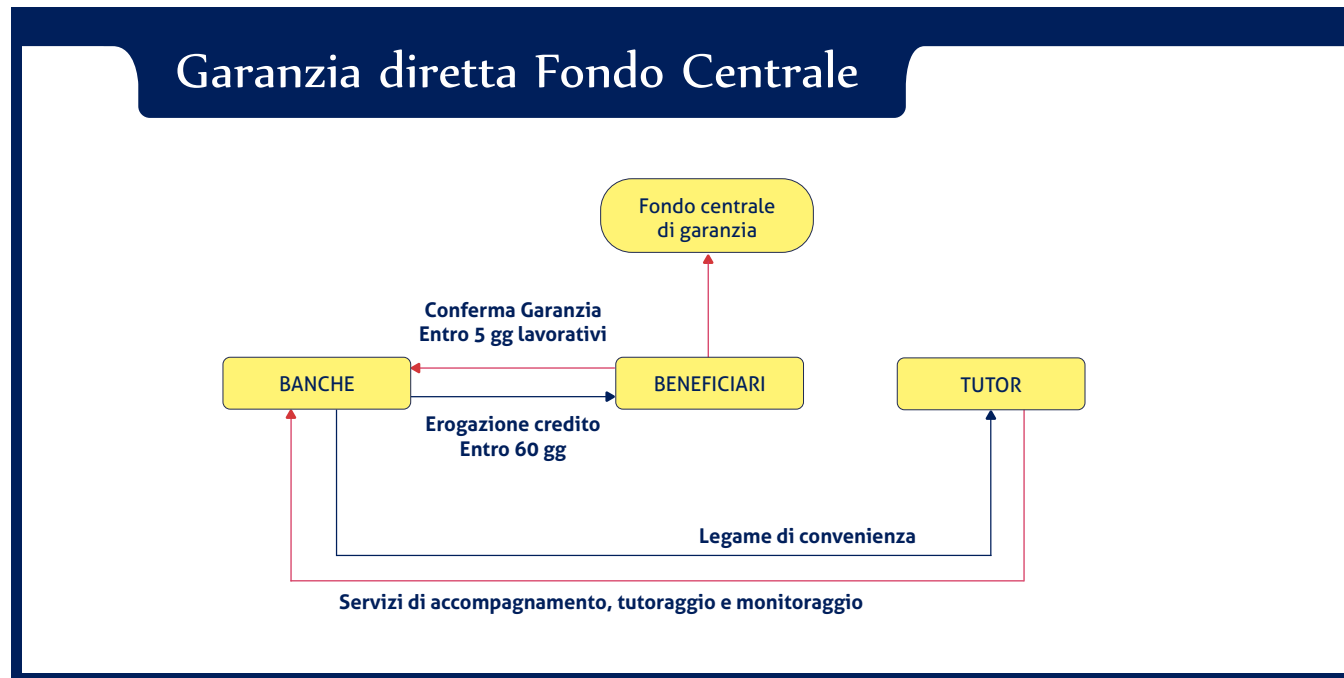 Garanzia diretta Fondo Centrale
Fondo centrale
di garanzia
Conferma Garanzia
Entro 5 gg lavorativi
BANCHE
BENEFICIARI
TUTOR
Erogazione credito
Entro 60 gg
Legame di convenienza
Servizi di accompagnamento, tutoraggio e monitoraggio